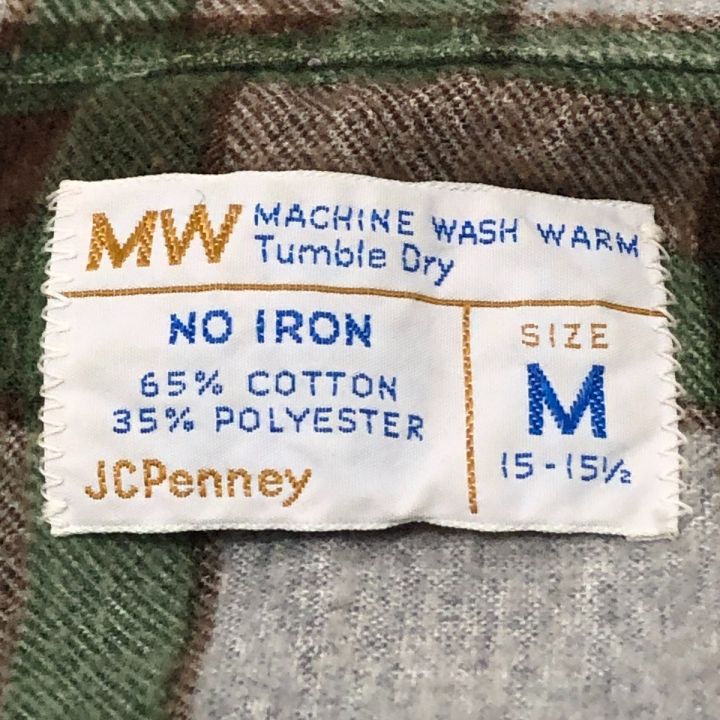 MW MACHINE WASH WARM
Tumble Dry
NO IRON
65% COTTON
35% POLYESTER
JCPenney
SIZE
M
15-15½